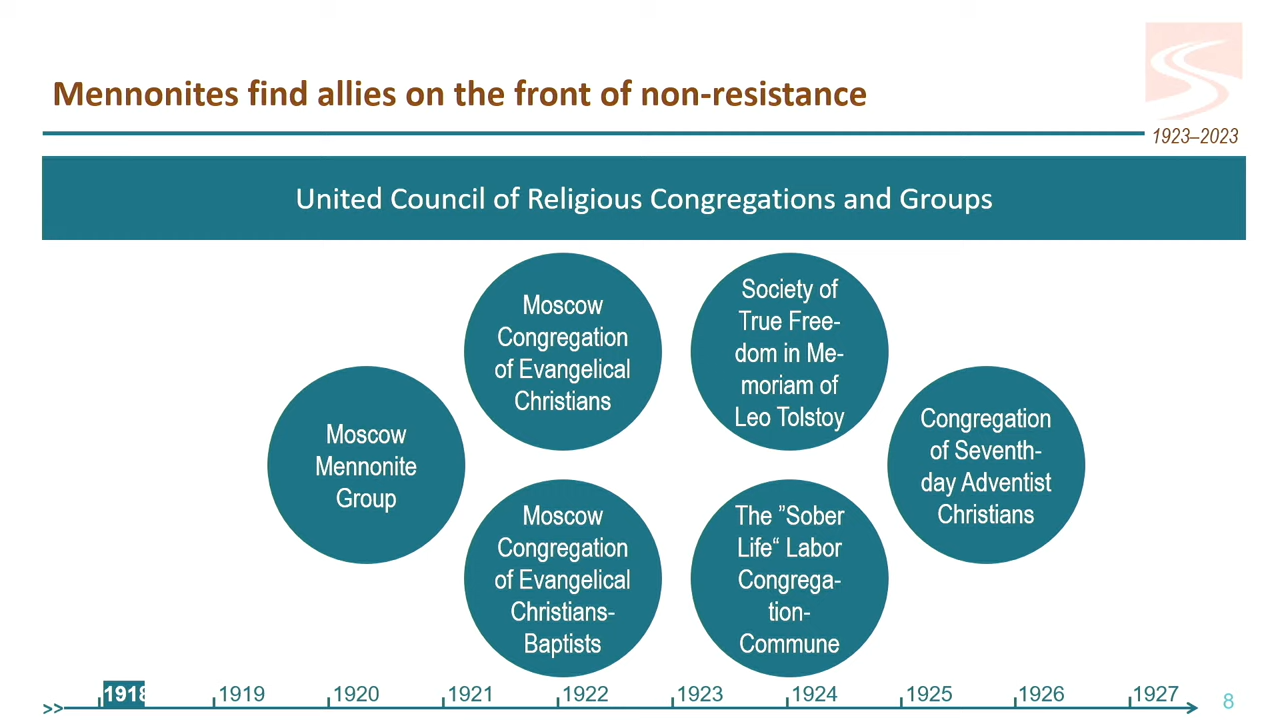 Mennonites find allies on the front of non-resistance
1923–2023
United Council of Religious Congregations and Groups
Moscow
Mennonite
Group
Moscow
Congregation
of Evangelical
Christians
Moscow
Congregation
of Evangelical
Christians-
Baptists
Society of
True Free-
dom in Me-
moriam of
Leo Tolstoy
The ”Sober
Life“ Labor
Congrega-
tion-
Commune
Congregation
of Seventh-
day Adventist
Christians
>> 1918 1919 1920 1921 1922 1923 1924 1925 1926 1927
8